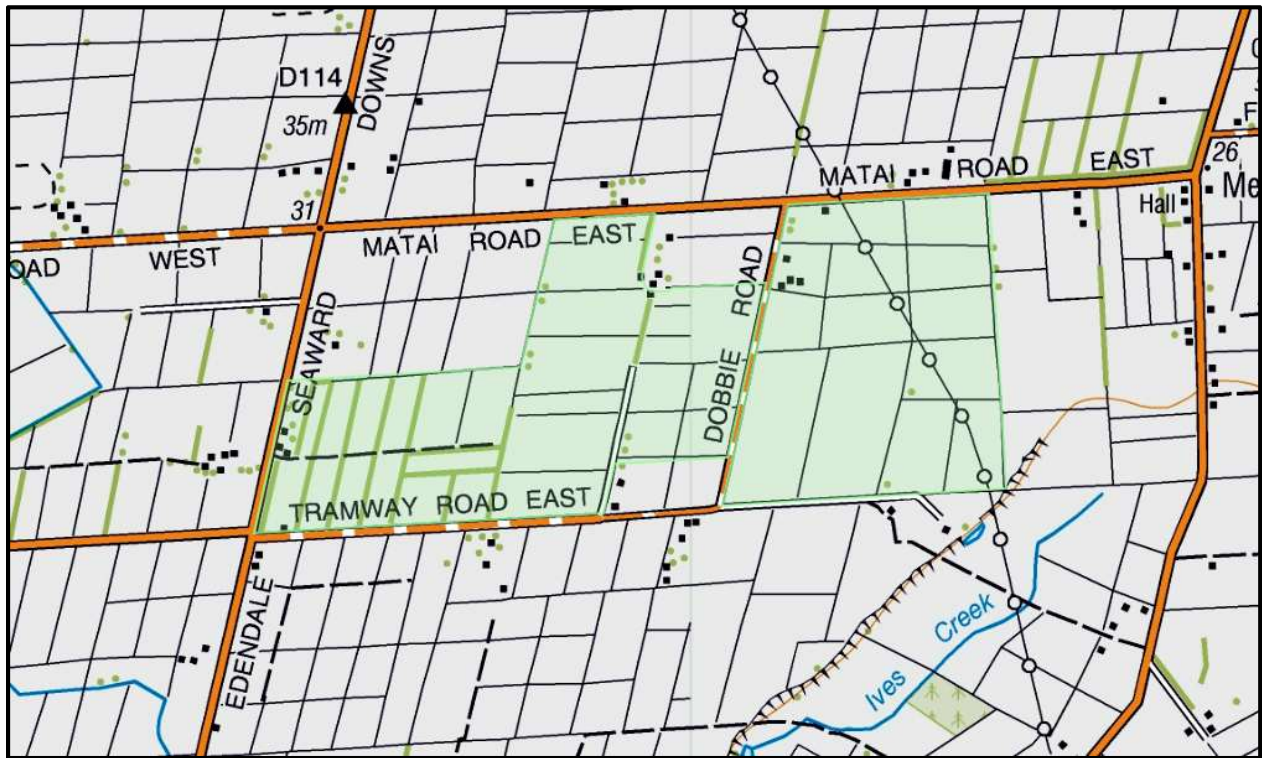 D114
35m
DOWNS
31
MATAI ROAD EAST
26
Hall
Me
OAD WEST
MATAI ROAD EAST
SEAWARD
DOBBIE ROAD
TRAMWAY ROAD EAST
EDENDALE
Ives Creek
F